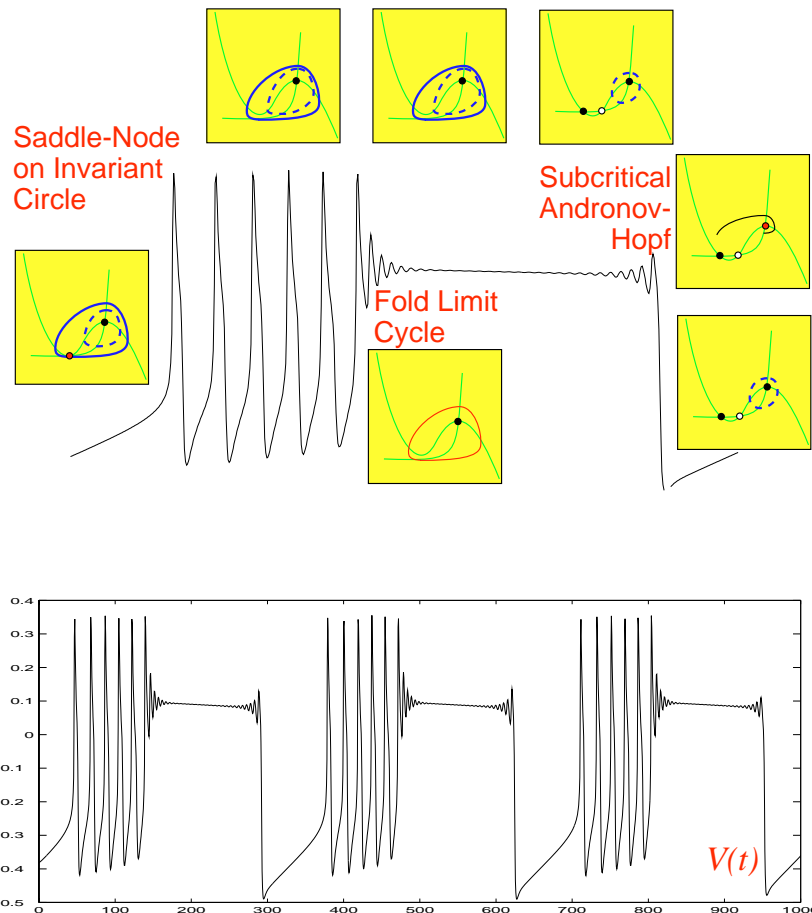 Saddle-Node
on Invariant
Circle
Subcritical
Andronov-
Hopf
Fold Limit
Cycle
0.4
0.3
0.2
0.1
0
0.1
0.2
0.3
0.4
0.5
V(t)
0 100 200 300 400 500 600 700 800 900 1000